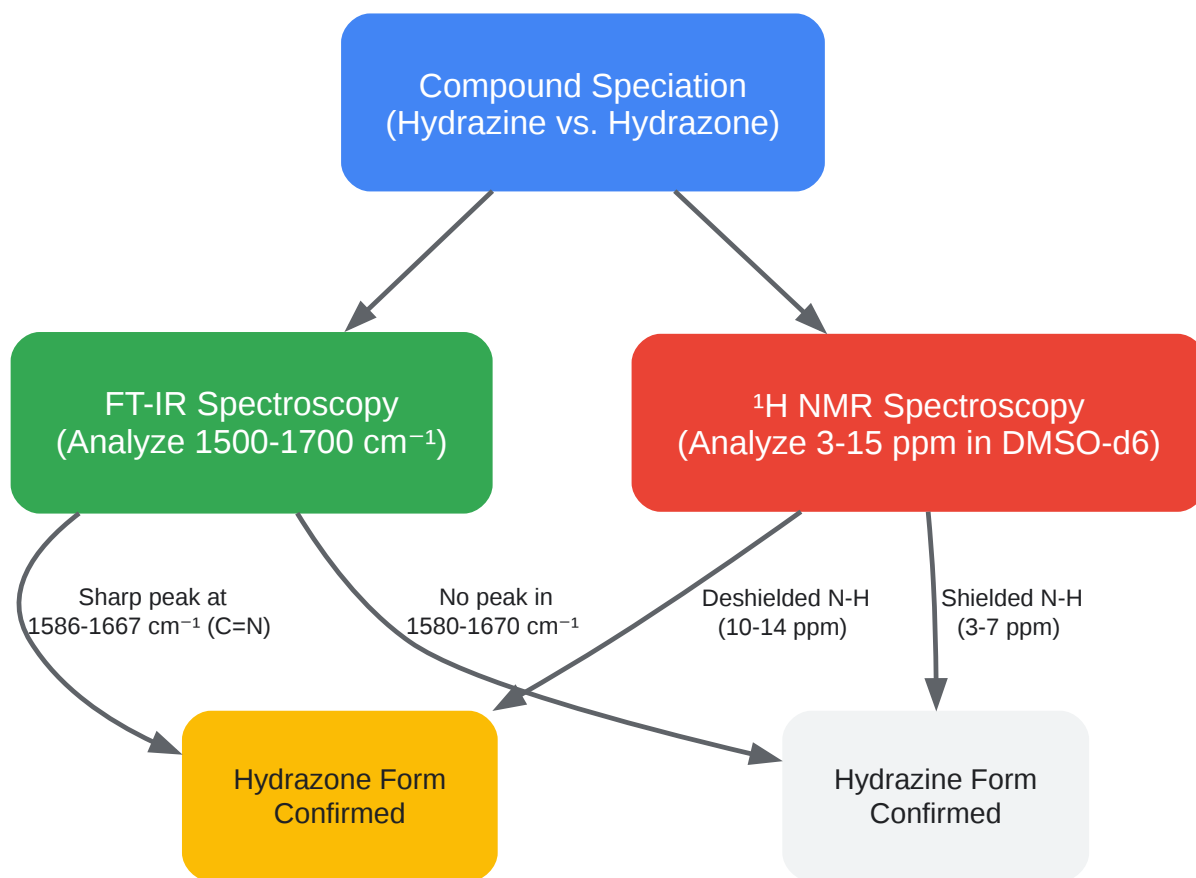 Compound Speciation
(Hydrazine vs. Hydrazone)
FT-IR Spectroscopy
(Analyze 1500-1700 cm⁻¹)
¹H NMR Spectroscopy
(Analyze 3-15 ppm in DMSO-d6)
Sharp peak at
1586-1667 cm⁻¹ (C=N)
No peak in
1580-1670 cm⁻¹
Deshielded N-H
(10-14 ppm)
Shielded N-H
(3-7 ppm)
Hydrazone Form
Confirmed
Hydrazine Form
Confirmed